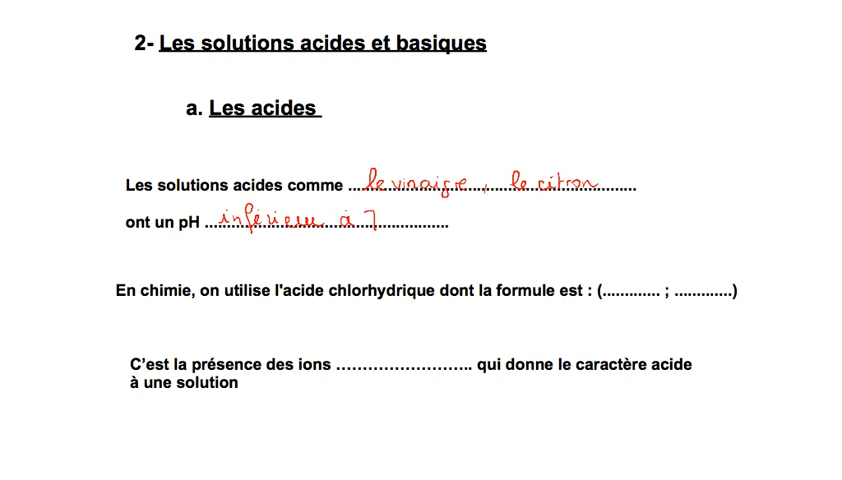 2- Les solutions acides et basiques
a. Les acides
Les solutions acides comme ... le vinaigre , le citron ........
ont un pH ... inférieur à 7 ................
En chimie, on utilise l'acide chlorhydrique dont la formule est : (............. ; .............)
C'est la présence des ions …………………….. qui donne le caractère acide
à une solution